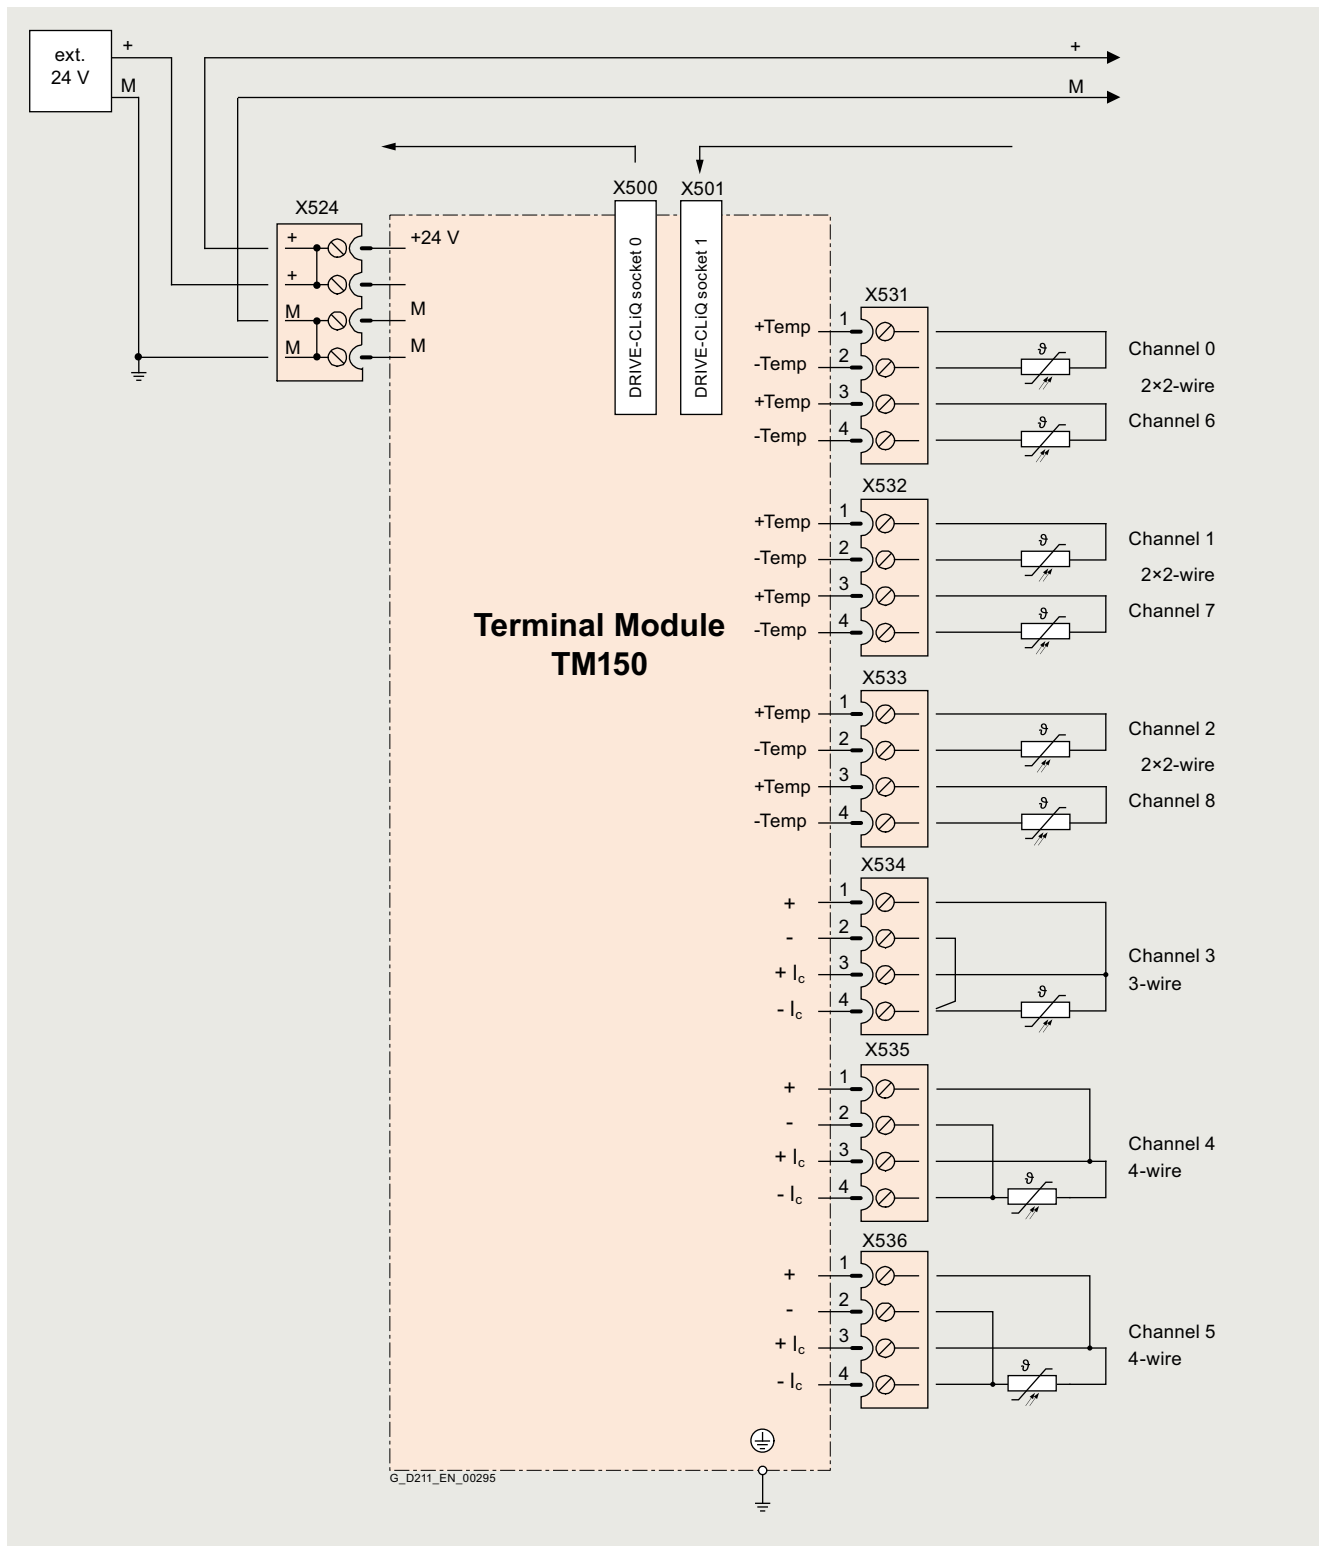 ext.
24 V
+
M
+
M
X524
+
+
M
M
+24 V
M
M
X500
X501
DRIVE-CLiQ socket 0
DRIVE-CLiQ socket 1
Terminal Module
TM150
X531
+Temp 1
-Temp 2
+Temp 3
-Temp 4
ϑ
ϑ
Channel 0
2×2-wire
Channel 6
X532
+Temp 1
-Temp 2
+Temp 3
-Temp 4
ϑ
ϑ
Channel 1
2×2-wire
Channel 7
X533
+Temp 1
-Temp 2
+Temp 3
-Temp 4
ϑ
ϑ
Channel 2
2×2-wire
Channel 8
X534
+ 1
- 2
+ Ic 3
- Ic 4
ϑ
Channel 3
3-wire
X535
+ 1
- 2
+ Ic 3
- Ic 4
ϑ
Channel 4
4-wire
X536
+ 1
- 2
+ Ic 3
- Ic 4
ϑ
Channel 5
4-wire
G_D211_EN_00295